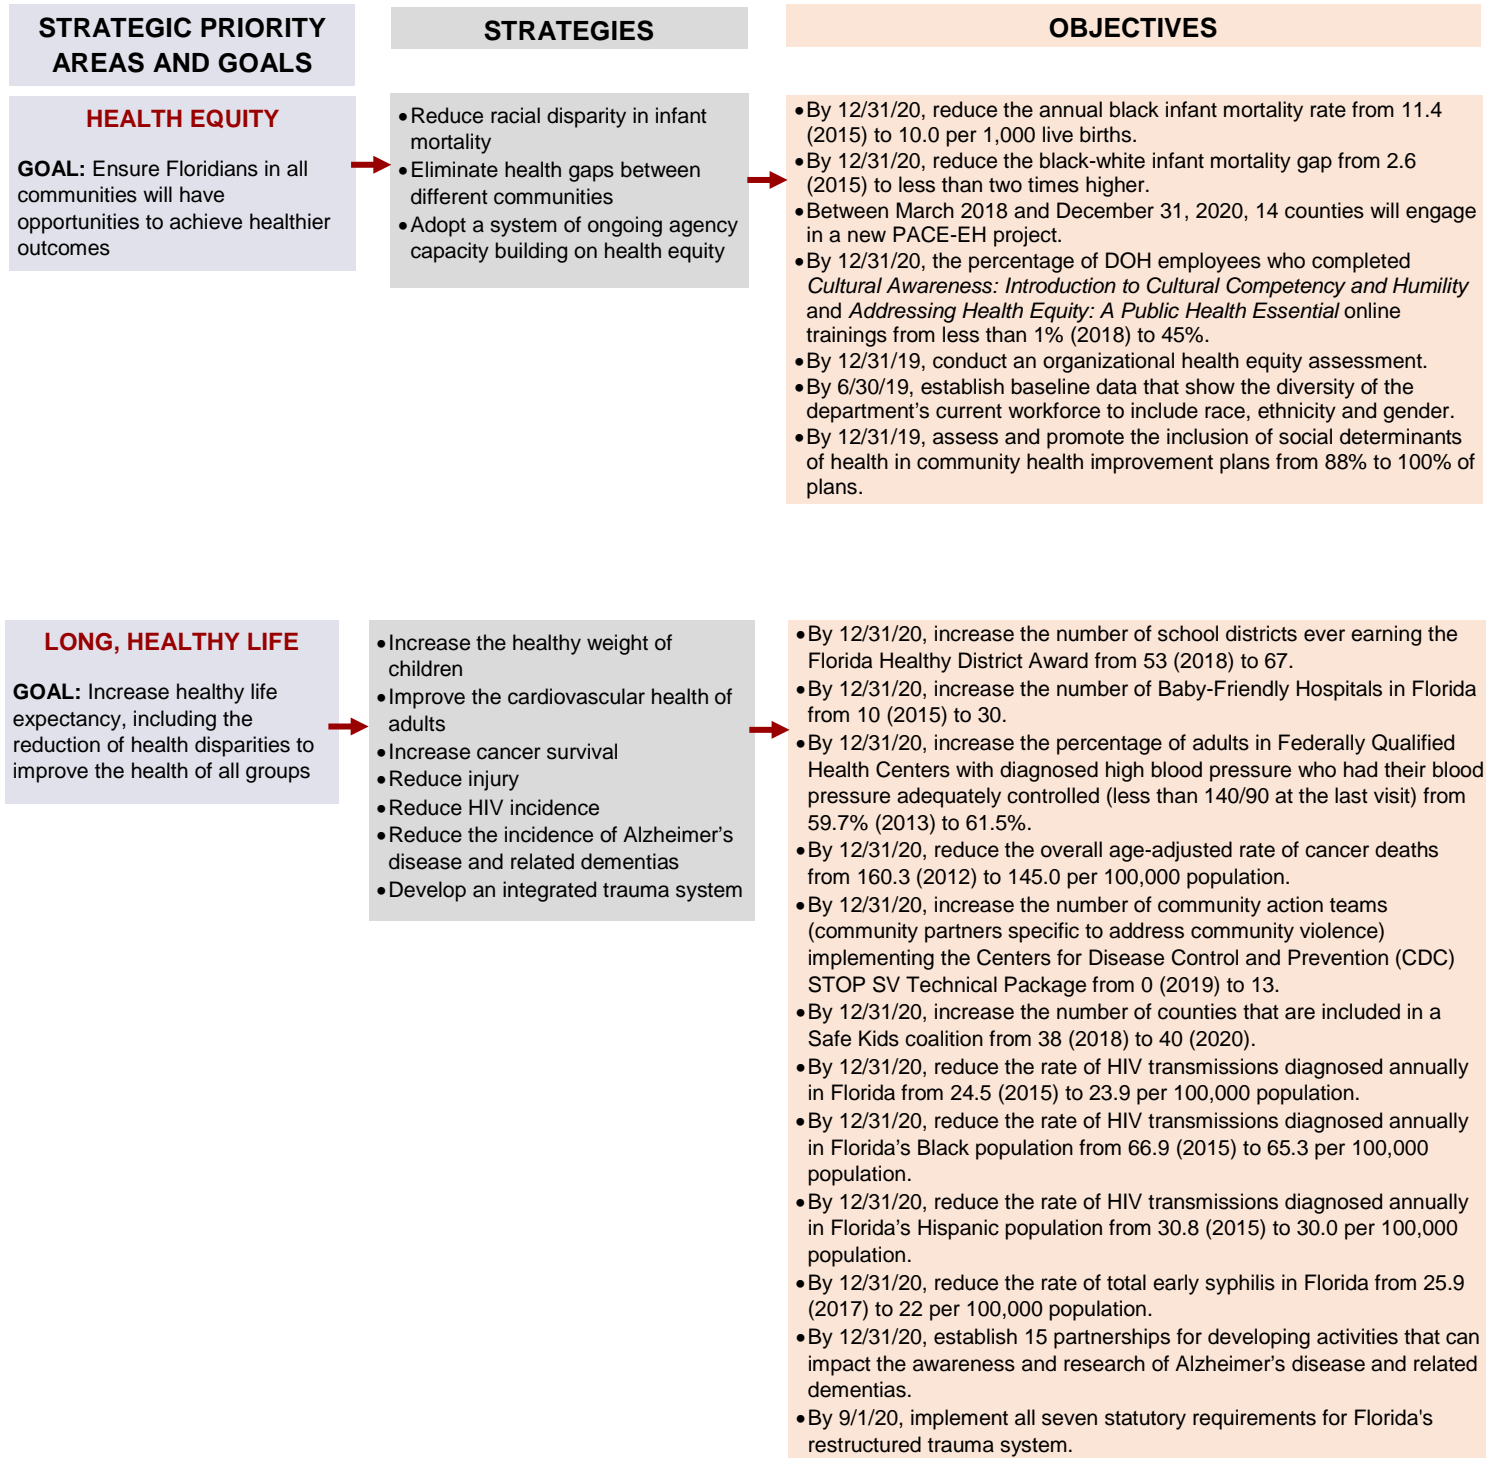 STRATEGIC PRIORITY
AREAS AND GOALS
STRATEGIES
OBJECTIVES
HEALTH EQUITY
GOAL: Ensure Floridians in all
communities will have
opportunities to achieve healthier
outcomes
•Reduce racial disparity in infant
mortality
•Eliminate health gaps between
different communities
•Adopt a system of ongoing agency
capacity building on health equity
•By 12/31/20, reduce the annual black infant mortality rate from 11.4
(2015) to 10.0 per 1,000 live births.
•By 12/31/20, reduce the black-white infant mortality gap from 2.6
(2015) to less than two times higher.
•Between March 2018 and December 31, 2020, 14 counties will engage
in a new PACE-EH project.
•By 12/31/20, the percentage of DOH employees who completed
Cultural Awareness: Introduction to Cultural Competency and Humility
and Addressing Health Equity: A Public Health Essential online
trainings from less than 1% (2018) to 45%.
•By 12/31/19, conduct an organizational health equity assessment.
•By 6/30/19, establish baseline data that show the diversity of the
department’s current workforce to include race, ethnicity and gender.
•By 12/31/19, assess and promote the inclusion of social determinants
of health in community health improvement plans from 88% to 100% of
plans.
LONG, HEALTHY LIFE
GOAL: Increase healthy life
expectancy, including the
reduction of health disparities to
improve the health of all groups
•Increase the healthy weight of
children
•Improve the cardiovascular health of
adults
•Increase cancer survival
•Reduce injury
•Reduce HIV incidence
•Reduce the incidence of Alzheimer’s
disease and related dementias
•Develop an integrated trauma system
•By 12/31/20, increase the number of school districts ever earning the
Florida Healthy District Award from 53 (2018) to 67.
•By 12/31/20, increase the number of Baby-Friendly Hospitals in Florida
from 10 (2015) to 30.
•By 12/31/20, increase the percentage of adults in Federally Qualified
Health Centers with diagnosed high blood pressure who had their blood
pressure adequately controlled (less than 140/90 at the last visit) from
59.7% (2013) to 61.5%.
•By 12/31/20, reduce the overall age-adjusted rate of cancer deaths
from 160.3 (2012) to 145.0 per 100,000 population.
•By 12/31/20, increase the number of community action teams
(community partners specific to address community violence)
implementing the Centers for Disease Control and Prevention (CDC)
STOP SV Technical Package from 0 (2019) to 13.
•By 12/31/20, increase the number of counties that are included in a
Safe Kids coalition from 38 (2018) to 40 (2020).
•By 12/31/20, reduce the rate of HIV transmissions diagnosed annually
in Florida from 24.5 (2015) to 23.9 per 100,000 population.
•By 12/31/20, reduce the rate of HIV transmissions diagnosed annually
in Florida’s Black population from 66.9 (2015) to 65.3 per 100,000
population.
•By 12/31/20, reduce the rate of HIV transmissions diagnosed annually
in Florida’s Hispanic population from 30.8 (2015) to 30.0 per 100,000
population.
•By 12/31/20, reduce the rate of total early syphilis in Florida from 25.9
(2017) to 22 per 100,000 population.
•By 12/31/20, establish 15 partnerships for developing activities that can
impact the awareness and research of Alzheimer’s disease and related
dementias.
•By 9/1/20, implement all seven statutory requirements for Florida's
restructured trauma system.